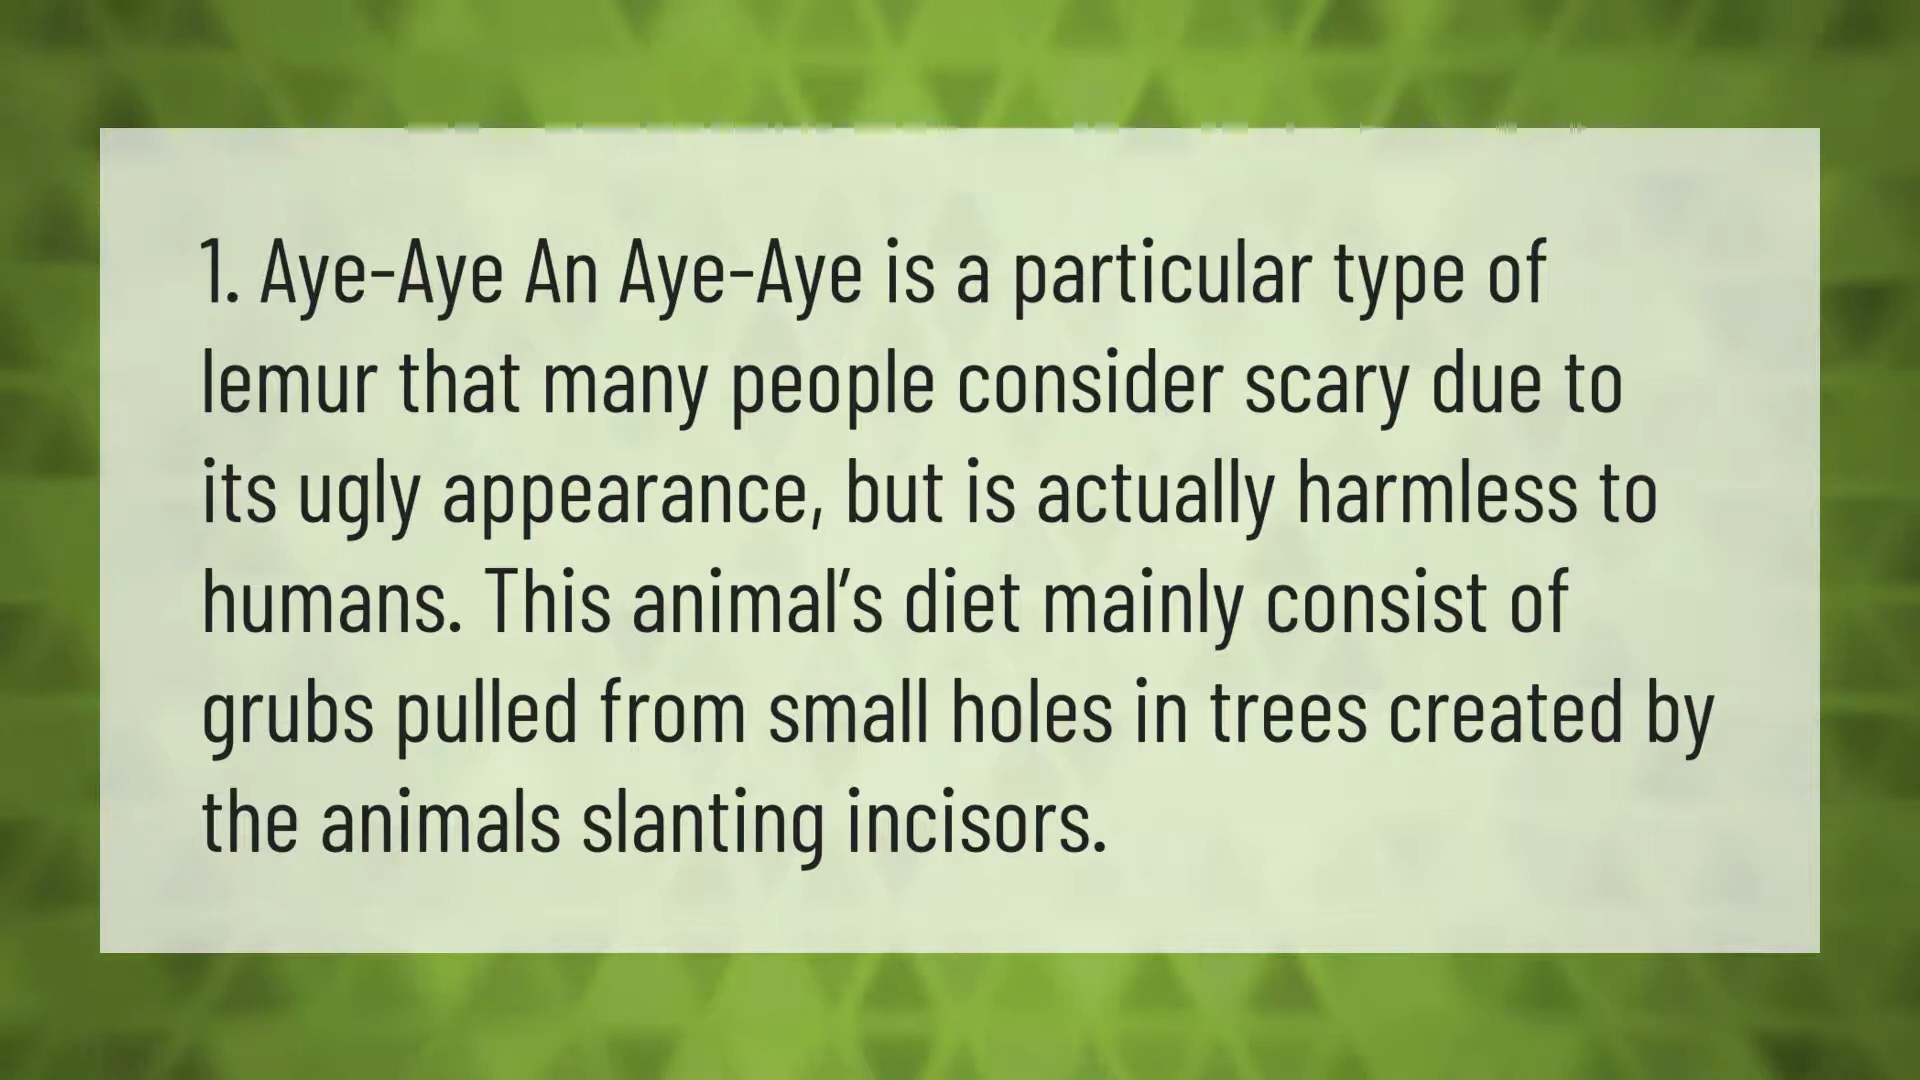 1. Aye-Aye An Aye-Aye is a particular type of
lemur that many people consider scary due to
its ugly appearance, but is actually harmless to
humans. This animal’s diet mainly consist of
grubs pulled from small holes in trees created by
the animals slanting incisors.